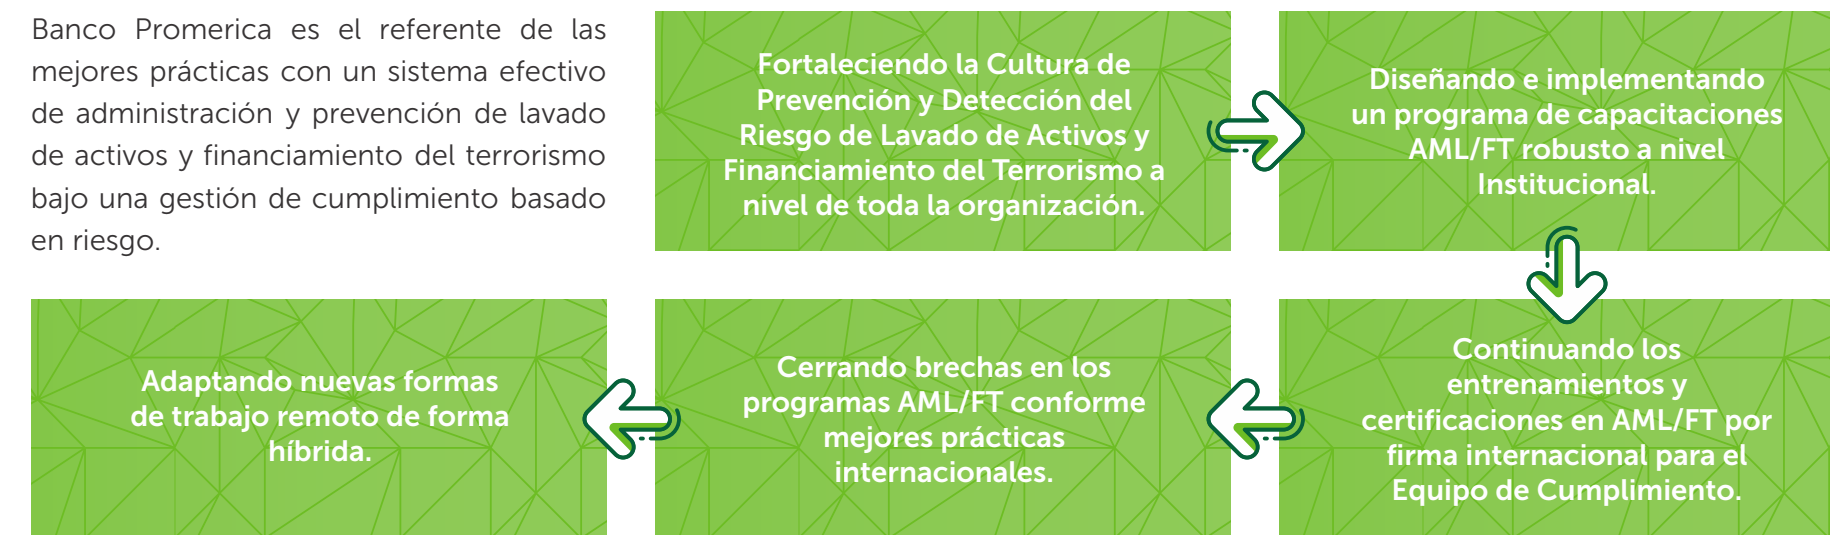 Banco Promerica es el referente de las
mejores prácticas con un sistema efectivo
de administración y prevención de lavado
de activos y financiamiento del terrorismo
bajo una gestión de cumplimiento basado
en riesgo.
Fortaleciendo la Cultura de
Prevención y Detección del
Riesgo de Lavado de Activos y
Financiamiento del Terrorismo a
nivel de toda la organización.
Diseñando e implementando
un programa de capacitaciones
AML/FT robusto a nivel
Institucional.
Continuando los
entrenamientos y
certificaciones en AML/FT por
firma internacional para el
Equipo de Cumplimiento.
Cerrando brechas en los
programas AML/FT conforme
mejores prácticas
internacionales.
Adaptando nuevas formas
de trabajo remoto de forma
híbrida.